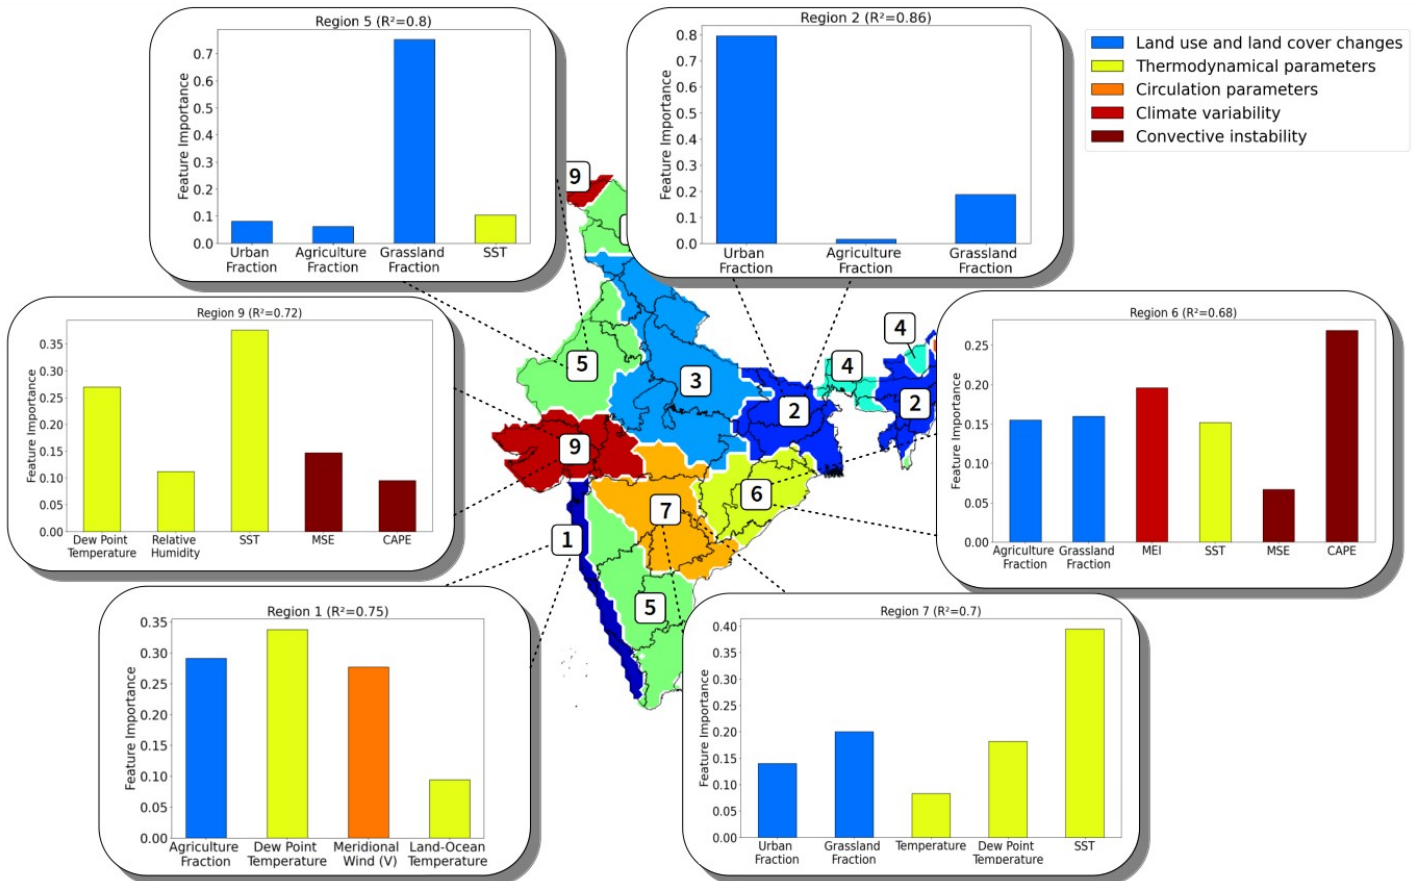 Region 5 (R²=0.8)
Feature Importance
0.7
0.6
0.5
0.4
0.3
0.2
0.1
0.0
Urban
Fraction
Agriculture
Fraction
Grassland
Fraction
SST
Region 2 (R²=0.86)
Feature Importance
0.8
0.7
0.6
0.5
0.4
0.3
0.2
0.1
0.0
Urban
Fraction
Agriculture
Fraction
Grassland
Fraction
Land use and land cover changes
Thermodynamical parameters
Circulation parameters
Climate variability
Convective instability
9
5
3
4
4
2
2
9
6
7
1
5
Region 9 (R²=0.72)
Feature Importance
0.35
0.30
0.25
0.20
0.15
0.10
0.05
0.00
Dew Point
Temperature
Relative
Humidity
SST
MSE
CAPE
Region 6 (R²=0.68)
Feature Importance
0.25
0.20
0.15
0.10
0.05
0.00
Agriculture
Fraction
Grassland
Fraction
MEI
SST
MSE
CAPE
Region 1 (R²=0.75)
Feature Importance
0.35
0.30
0.25
0.20
0.15
0.10
0.05
0.00
Agriculture
Fraction
Dew Point
Temperature
Meridional
Wind (V)
Land-Ocean
Temperature
Region 7 (R²=0.7)
Feature Importance
0.40
0.35
0.30
0.25
0.20
0.15
0.10
0.05
0.00
Urban
Fraction
Grassland
Fraction
Temperature
Dew Point
Temperature
SST